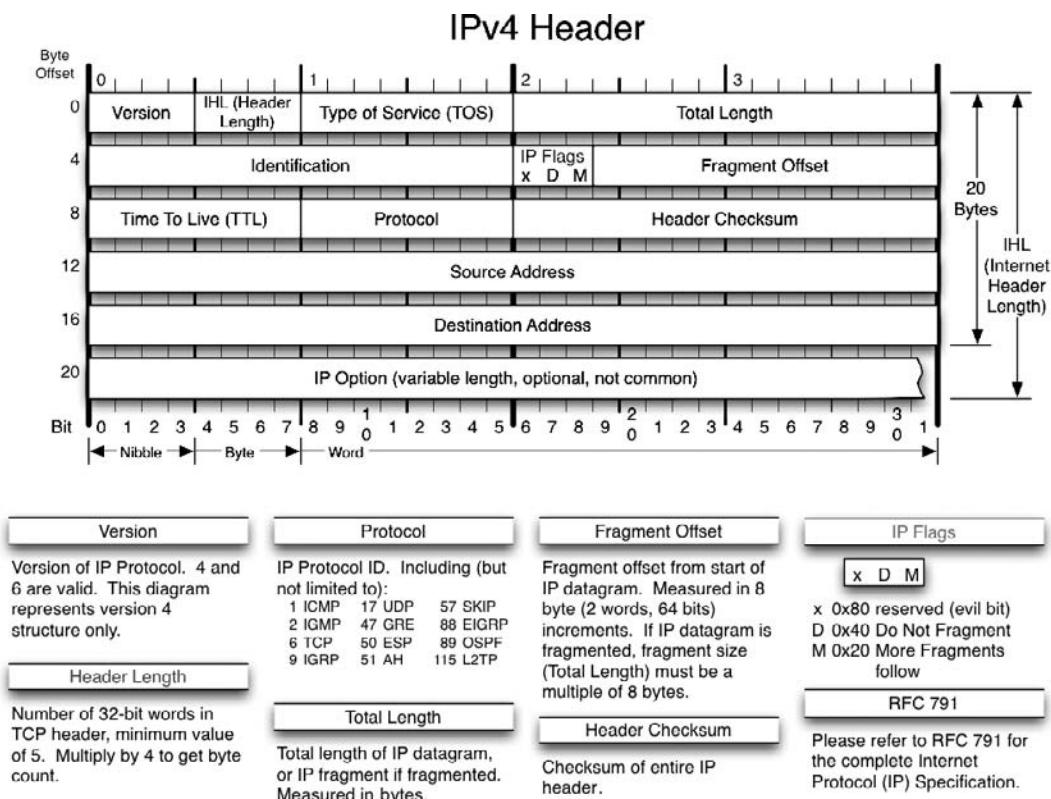 IPv4 Header
Byte
Offset
0 1 2 3
0 Version IHL (Header Length) Type of Service (TOS) Total Length
4 Identification IP Flags x D M Fragment Offset
8 Time To Live (TTL) Protocol Header Checksum
12 Source Address
16 Destination Address
20 IP Option (variable length, optional, not common)
20
Bytes
IHL
(Internet
Header
Length)
Bit 0 1 2 3 4 5 6 7 8 9 10 1 2 3 4 5 6 7 8 9 20 1 2 3 4 5 6 7 8 9 30 1
Nibble Byte Word
Version
Version of IP Protocol. 4 and
6 are valid. This diagram
represents version 4
structure only.
Header Length
Number of 32-bit words in
TCP header, minimum value
of 5. Multiply by 4 to get byte
count.
Protocol
IP Protocol ID. Including (but
not limited to):
1 ICMP 17 UDP 57 SKIP
2 IGMP 47 GRE 88 EIGRP
6 TCP 50 ESP 89 OSPF
9 IGRP 51 AH 115 L2TP
Total Length
Total length of IP datagram,
or IP fragment if fragmented.
Measured in bytes.
Fragment Offset
Fragment offset from start of
IP datagram. Measured in 8
byte (2 words, 64 bits)
increments. If IP datagram is
fragmented, fragment size
(Total Length) must be a
multiple of 8 bytes.
Header Checksum
Checksum of entire IP
header.
IP Flags
x D M
x 0x80 reserved (evil bit)
D 0x40 Do Not Fragment
M 0x20 More Fragments
follow
RFC 791
Please refer to RFC 791 for
the complete Internet
Protocol (IP) Specification.